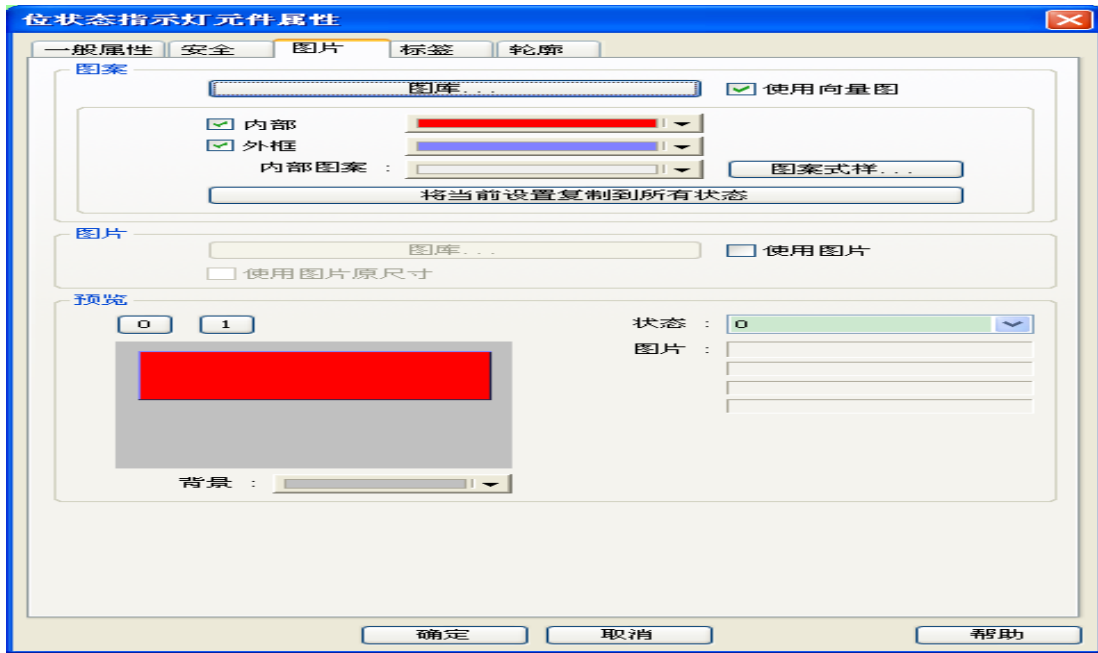 位状态指示灯元件属性
一般属性 安全 图片 标签 轮廓
图案
图库... 使用向量图
内部
外框
内部图案 : 图案式样...
将当前设置复制到所有状态
图片
图库... 使用图片
使用图片原尺寸
预览
0 1 状态 : 0
图片 :
背景 :
确定 取消 帮助